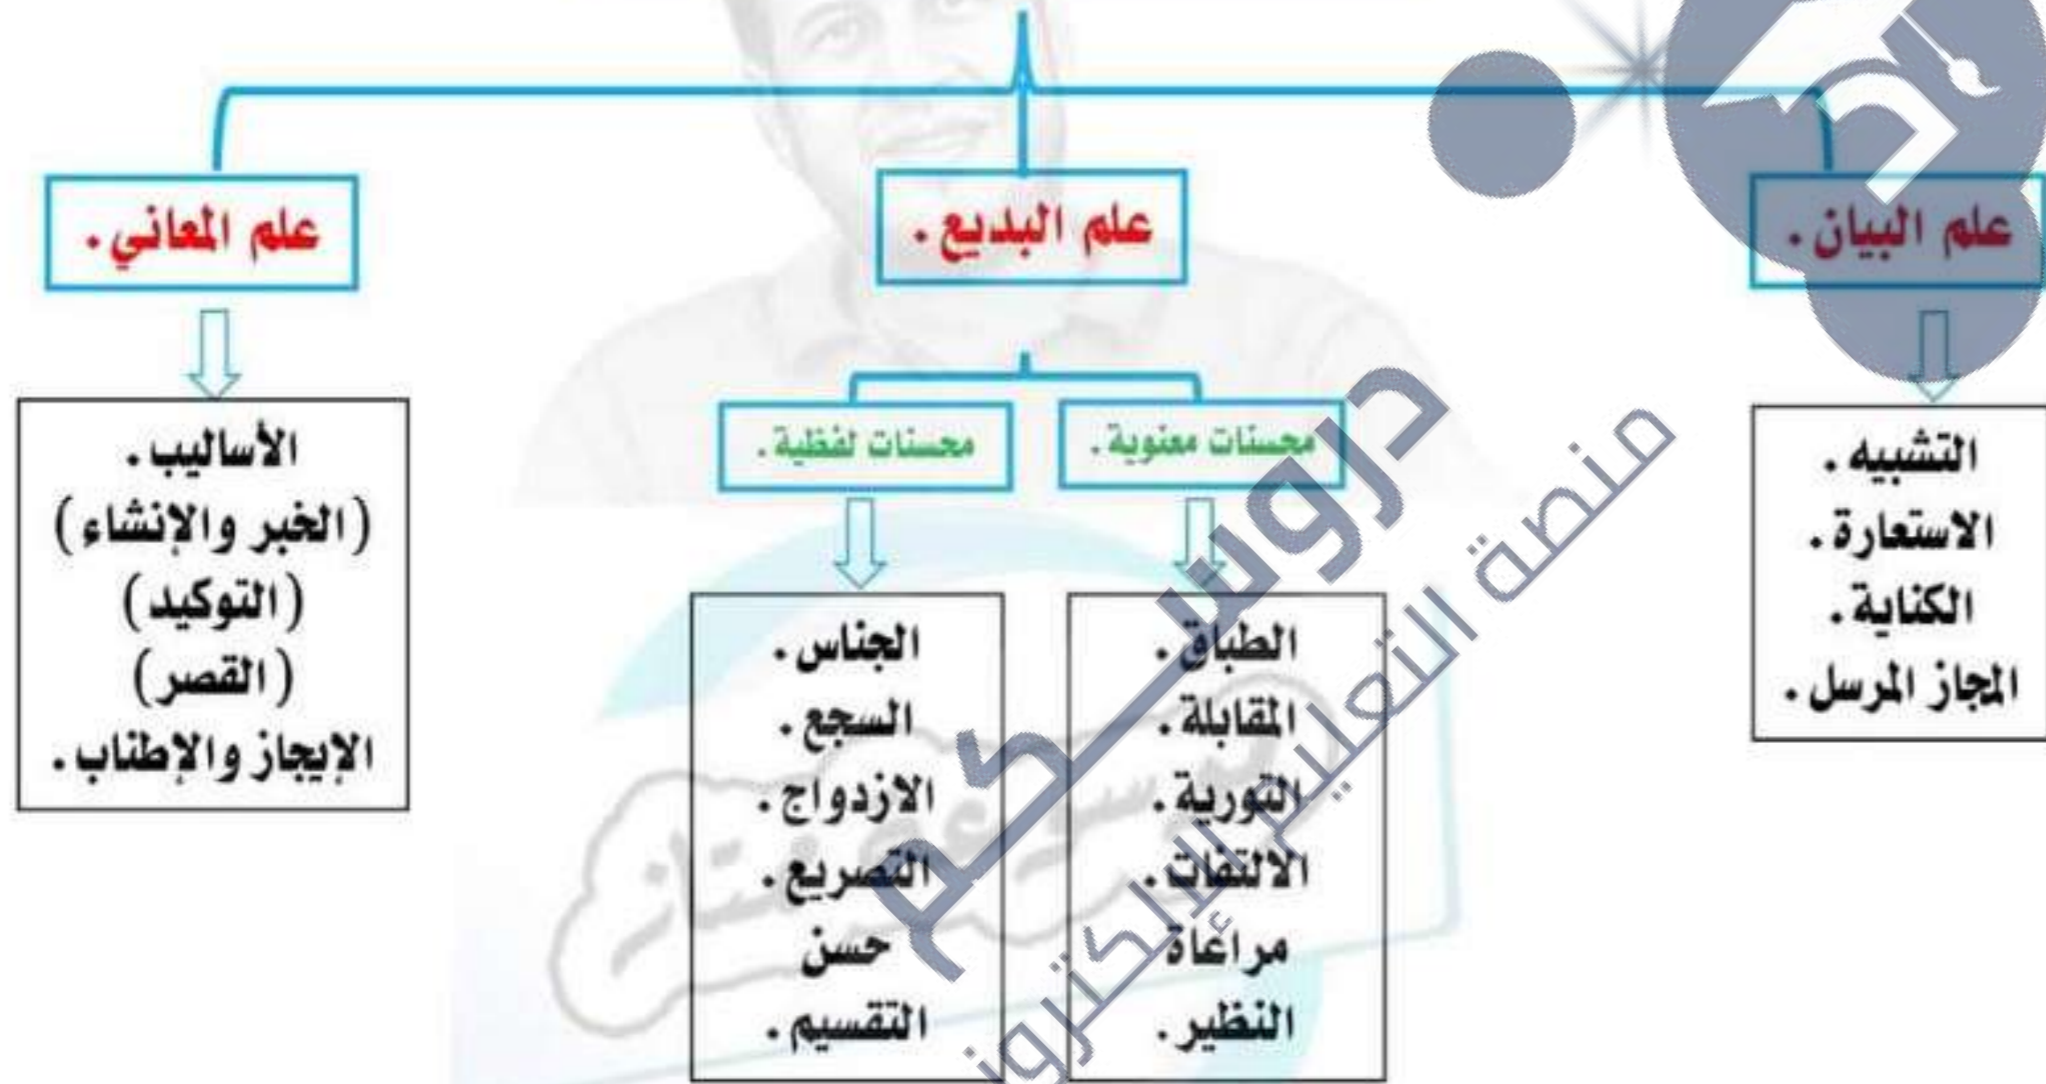 علم البيان.
علم البديع.
علم المعاني.
التشبيه.
الاستعارة.
الكناية.
المجاز المرسل.
محسنات معنوية.
محسنات لفظية.
الطباق.
المقابلة.
التورية.
الالتفات.
مراعاة
النظير.
الجناس.
السجع.
الازدواج.
التصريع.
حسن
التقسيم.
الأساليب.
(الخبر والإنشاء)
(التوكيد)
(القصر)
الإيجاز والإطناب.
دروسكم
منصة التعليم